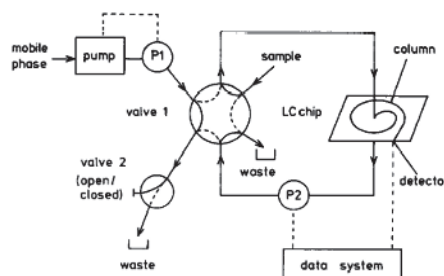 mobile
phase
pump
P1
sample
column
valve 1
LC chip
valve 2
(open/
closed)
waste
P2
detecto
waste
data system